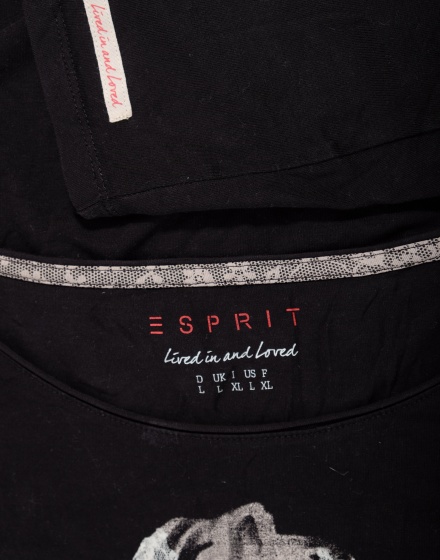 Lived in and Loved
ESPRIT
Lived in and Loved
D UK I US F
L L XL L XL